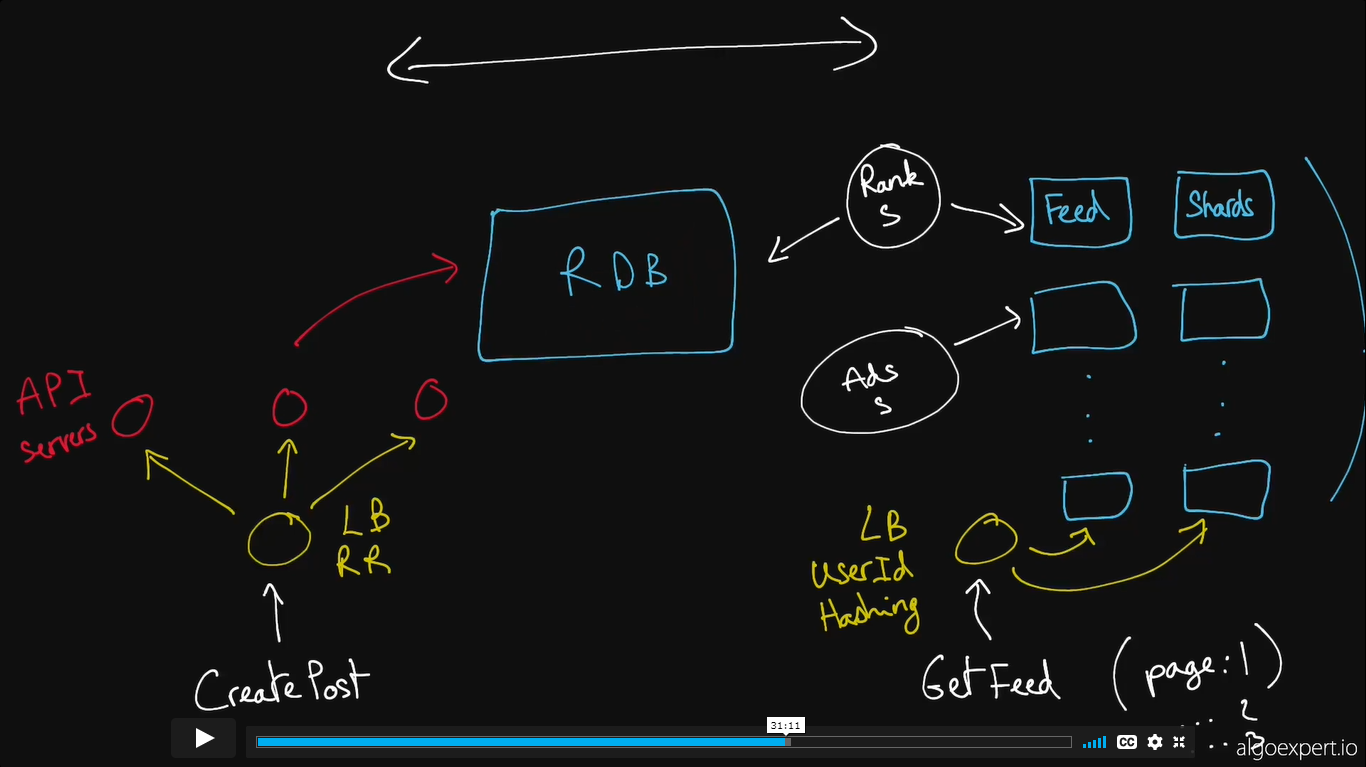 Rank
S
Feed
Shards
RDB
Ads
S
API
servers
LB
RR
LB
UserId
Hashing
CreatePost
GetFeed (page:1)
... 2
... 3
31:11
CC
algoexpert.io